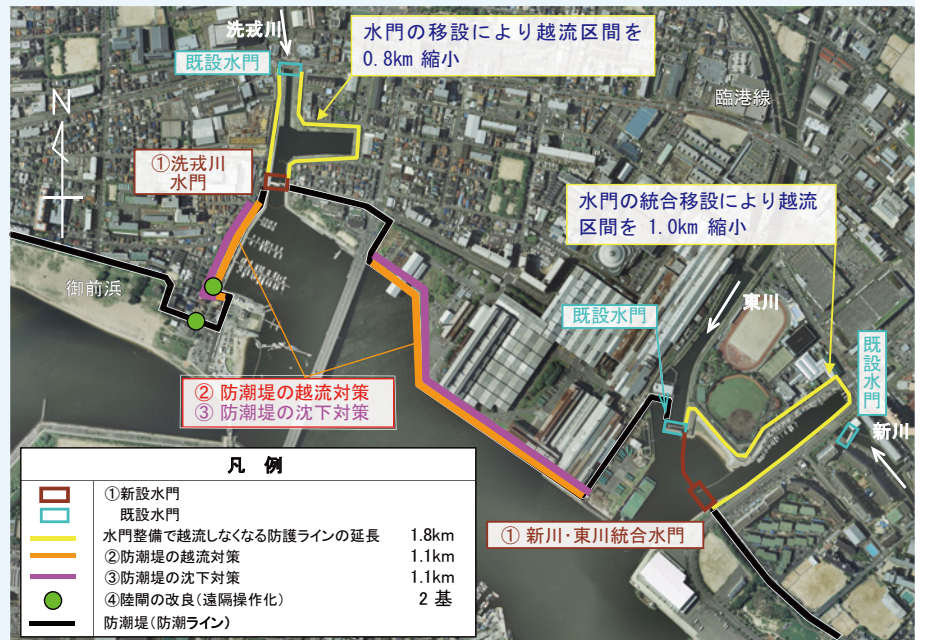 洗戎川
既設水門
水門の移設により越流区間を
0.8km 縮小
N
臨港線
①洗戎川
水門
水門の統合移設により越流
区間を 1.0km 縮小
御前浜
既設水門
東川
既設水門
新川
② 防潮堤の越流対策
③ 防潮堤の沈下対策
① 新川・東川統合水門
凡 例
①新設水門
既設水門
水門整備で越流しなくなる防護ラインの延長 1.8km
②防潮堤の越流対策 1.1km
③防潮堤の沈下対策 1.1km
④陸閘の改良(遠隔操作化) 2 基
防潮堤(防潮ライン)